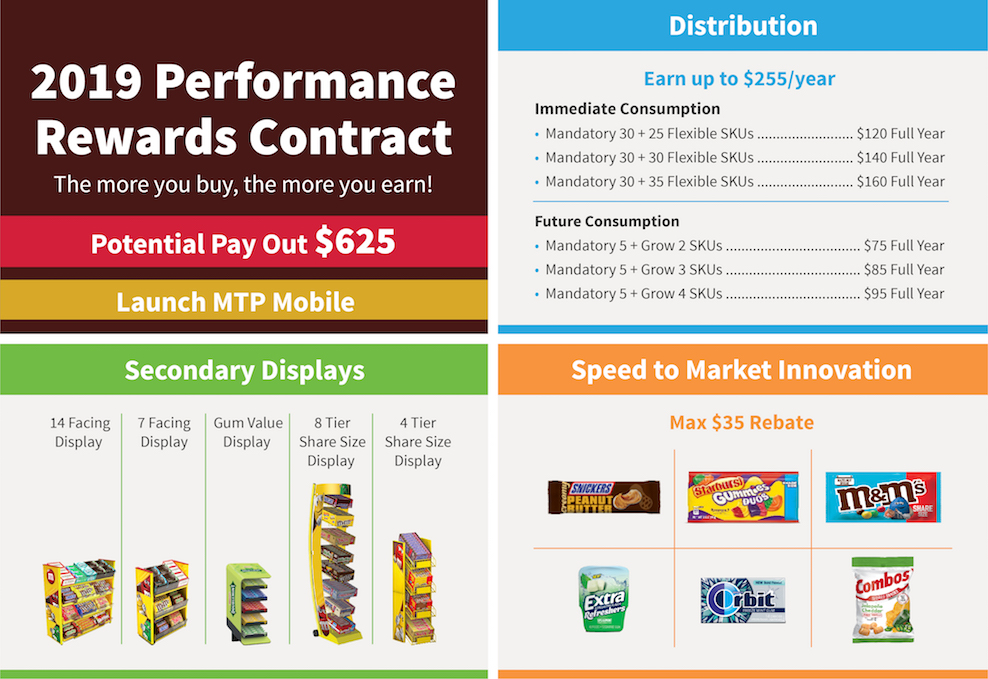 2019 Performance
Rewards Contract
The more you buy, the more you earn!
Potential Pay Out $625
Launch MTP Mobile
Distribution
Earn up to $255/year
Immediate Consumption
• Mandatory 30 + 25 Flexible SKUs ......................... $120 Full Year
• Mandatory 30 + 30 Flexible SKUs ......................... $140 Full Year
• Mandatory 30 + 35 Flexible SKUs ......................... $160 Full Year
Future Consumption
• Mandatory 5 + Grow 2 SKUs ................................... $75 Full Year
• Mandatory 5 + Grow 3 SKUs ................................... $85 Full Year
• Mandatory 5 + Grow 4 SKUs ................................... $95 Full Year
Secondary Displays
14 Facing
Display
7 Facing
Display
Gum Value
Display
8 Tier
Share Size
Display
4 Tier
Share Size
Display
Speed to Market Innovation
Max $35 Rebate
Creamy
SNICKERS
PEANUT
BUTTER
Starburst
Gummies
DUOS
m&m's
SHARE
SIZE
Extra
Refreshers
Orbit
Combos
Jalapeño
Cheddar